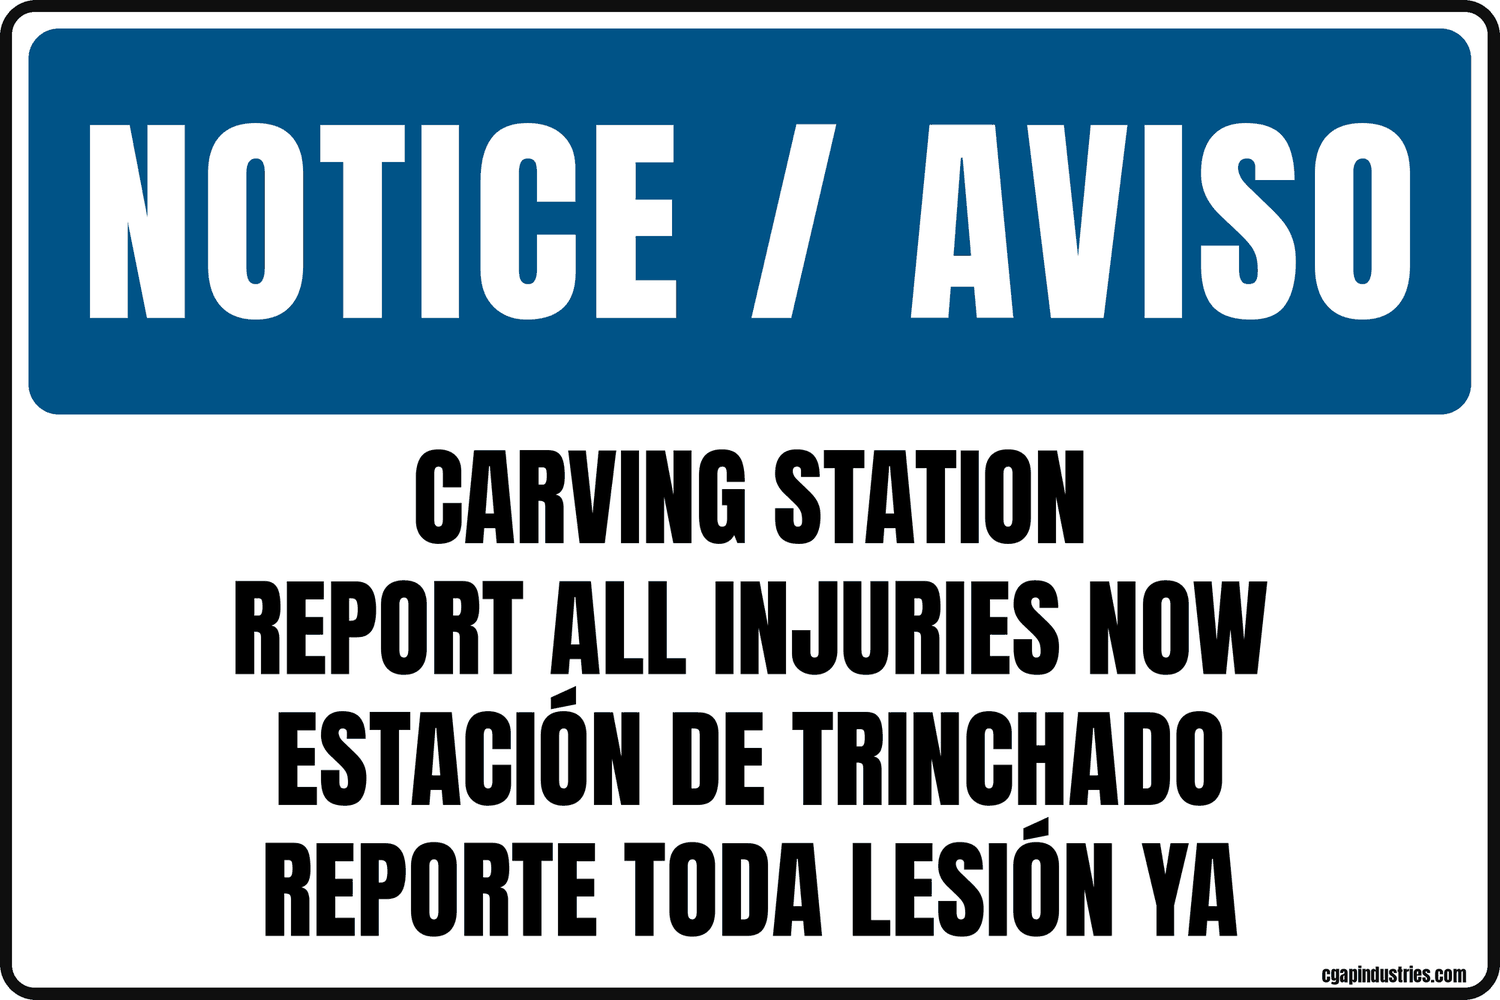 NOTICE / AVISO
CARVING STATION
REPORT ALL INJURIES NOW
ESTACIÓN DE TRINCHADO
REPORTE TODA LESIÓN YA
cgapindustries.com